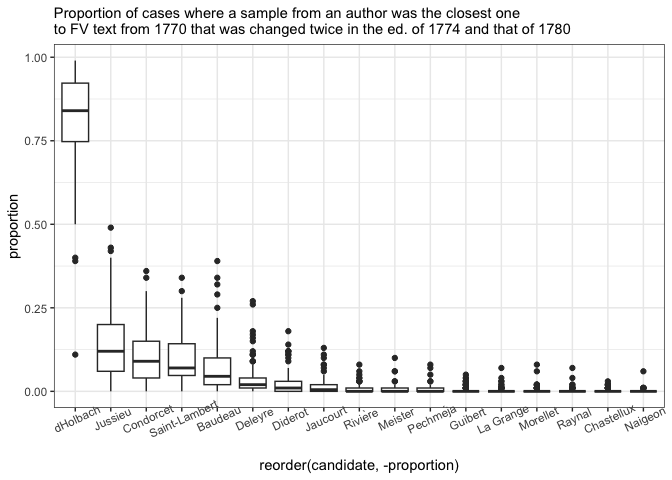 Proportion of cases where a sample from an author was the closest one
to FV text from 1770 that was changed twice in the ed. of 1774 and that of 1780
1.00
0.75
0.50
0.25
0.00
proportion
dHolbach
Jussieu
Condorcet
Saint-Lambert
Baudeau
Deleyre
Diderot
Jaucourt
Rivière
Meister
Pechmeja
Guibert
La Grange
Morellet
Raynal
Chastellux
Naigeon
reorder(candidate, -proportion)